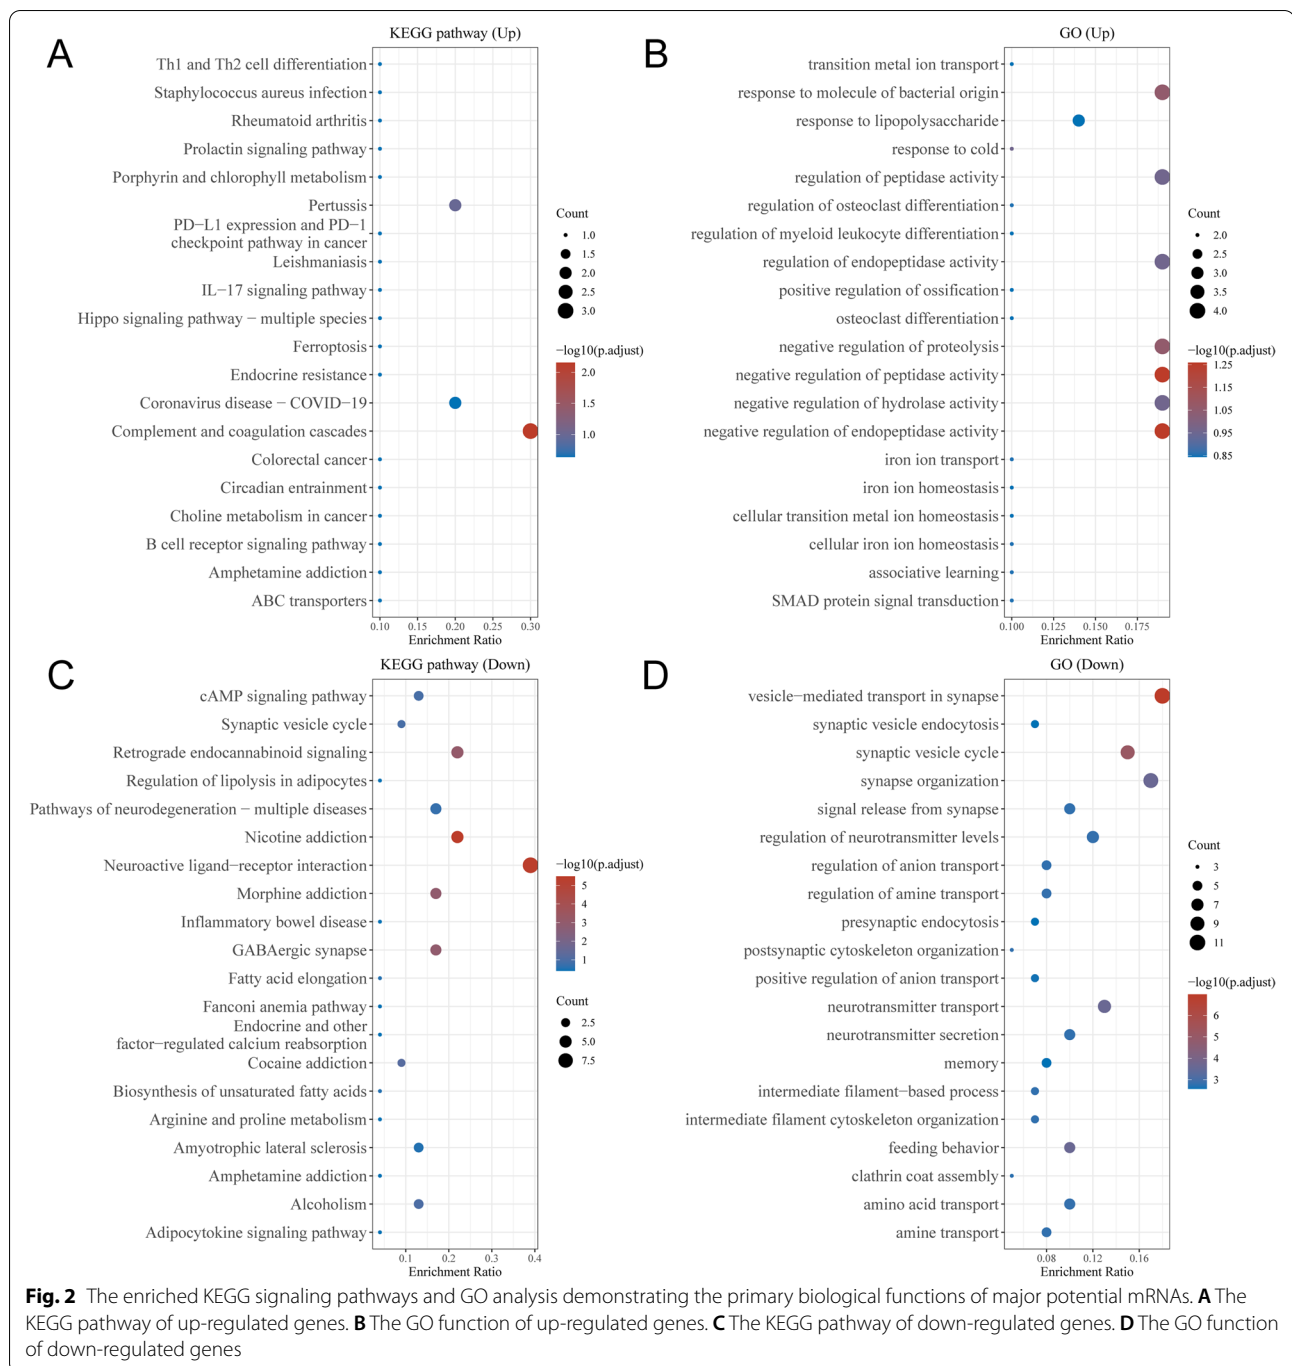 A
KEGG pathway (Up)
Th1 and Th2 cell differentiation
Staphylococcus aureus infection
Rheumatoid arthritis
Prolactin signaling pathway
Porphyrin and chlorophyll metabolism
Pertussis
PD−L1 expression and PD−1
checkpoint pathway in cancer
Leishmaniasis
IL−17 signaling pathway
Hippo signaling pathway − multiple species
Ferroptosis
Endocrine resistance
Coronavirus disease − COVID−19
Complement and coagulation cascades
Colorectal cancer
Circadian entrainment
Choline metabolism in cancer
B cell receptor signaling pathway
Amphetamine addiction
ABC transporters
0.10 0.15 0.20 0.25 0.30
Enrichment Ratio
Count
1.0
1.5
2.0
2.5
3.0
−log10(p.adjust)
2.0
1.5
1.0
B
GO (Up)
transition metal ion transport
response to molecule of bacterial origin
response to lipopolysaccharide
response to cold
regulation of peptidase activity
regulation of osteoclast differentiation
regulation of myeloid leukocyte differentiation
regulation of endopeptidase activity
positive regulation of ossification
osteoclast differentiation
negative regulation of proteolysis
negative regulation of peptidase activity
negative regulation of hydrolase activity
negative regulation of endopeptidase activity
iron ion transport
iron ion homeostasis
cellular transition metal ion homeostasis
cellular iron ion homeostasis
associative learning
SMAD protein signal transduction
0.100 0.125 0.150 0.175
Enrichment Ratio
Count
2.0
2.5
3.0
3.5
4.0
−log10(p.adjust)
1.25
1.15
1.05
0.95
0.85
C
KEGG pathway (Down)
cAMP signaling pathway
Synaptic vesicle cycle
Retrograde endocannabinoid signaling
Regulation of lipolysis in adipocytes
Pathways of neurodegeneration − multiple diseases
Nicotine addiction
Neuroactive ligand−receptor interaction
Morphine addiction
Inflammatory bowel disease
GABAergic synapse
Fatty acid elongation
Fanconi anemia pathway
Endocrine and other
factor−regulated calcium reabsorption
Cocaine addiction
Biosynthesis of unsaturated fatty acids
Arginine and proline metabolism
Amyotrophic lateral sclerosis
Amphetamine addiction
Alcoholism
Adipocytokine signaling pathway
0.1 0.2 0.3 0.4
Enrichment Ratio
−log10(p.adjust)
5
4
3
2
1
Count
2.5
5.0
7.5
D
GO (Down)
vesicle−mediated transport in synapse
synaptic vesicle endocytosis
synaptic vesicle cycle
synapse organization
signal release from synapse
regulation of neurotransmitter levels
regulation of anion transport
regulation of amine transport
presynaptic endocytosis
postsynaptic cytoskeleton organization
positive regulation of anion transport
neurotransmitter transport
neurotransmitter secretion
memory
intermediate filament−based process
intermediate filament cytoskeleton organization
feeding behavior
clathrin coat assembly
amino acid transport
amine transport
0.08 0.12 0.16
Enrichment Ratio
Count
3
5
7
9
11
−log10(p.adjust)
6
5
4
3
Fig. 2 The enriched KEGG signaling pathways and GO analysis demonstrating the primary biological functions of major potential mRNAs. A The
KEGG pathway of up-regulated genes. B The GO function of up-regulated genes. C The KEGG pathway of down-regulated genes. D The GO function
of down-regulated genes